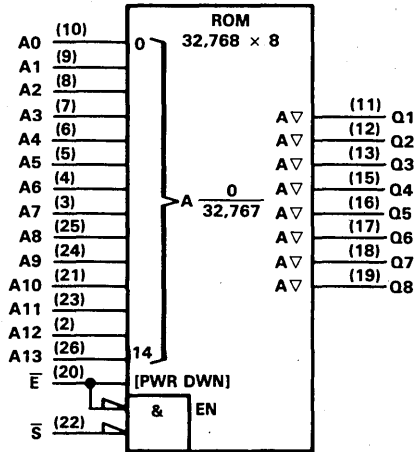 ROM
32,768 × 8
A0 (10) 0
A1 (9)
A2 (8)
A3 (7)
A4 (6)
A5 (5)
A6 (4)
A7 (3)
A8 (25)
A9 (24)
A10 (21)
A11 (23)
A12 (2)
A13 (26) 14
A 0
32,767
A▽ (11) Q1
A▽ (12) Q2
A▽ (13) Q3
A▽ (15) Q4
A▽ (16) Q5
A▽ (17) Q6
A▽ (18) Q7
A▽ (19) Q8
E̅ (20) [PWR DWN]
& EN
S̅ (22)